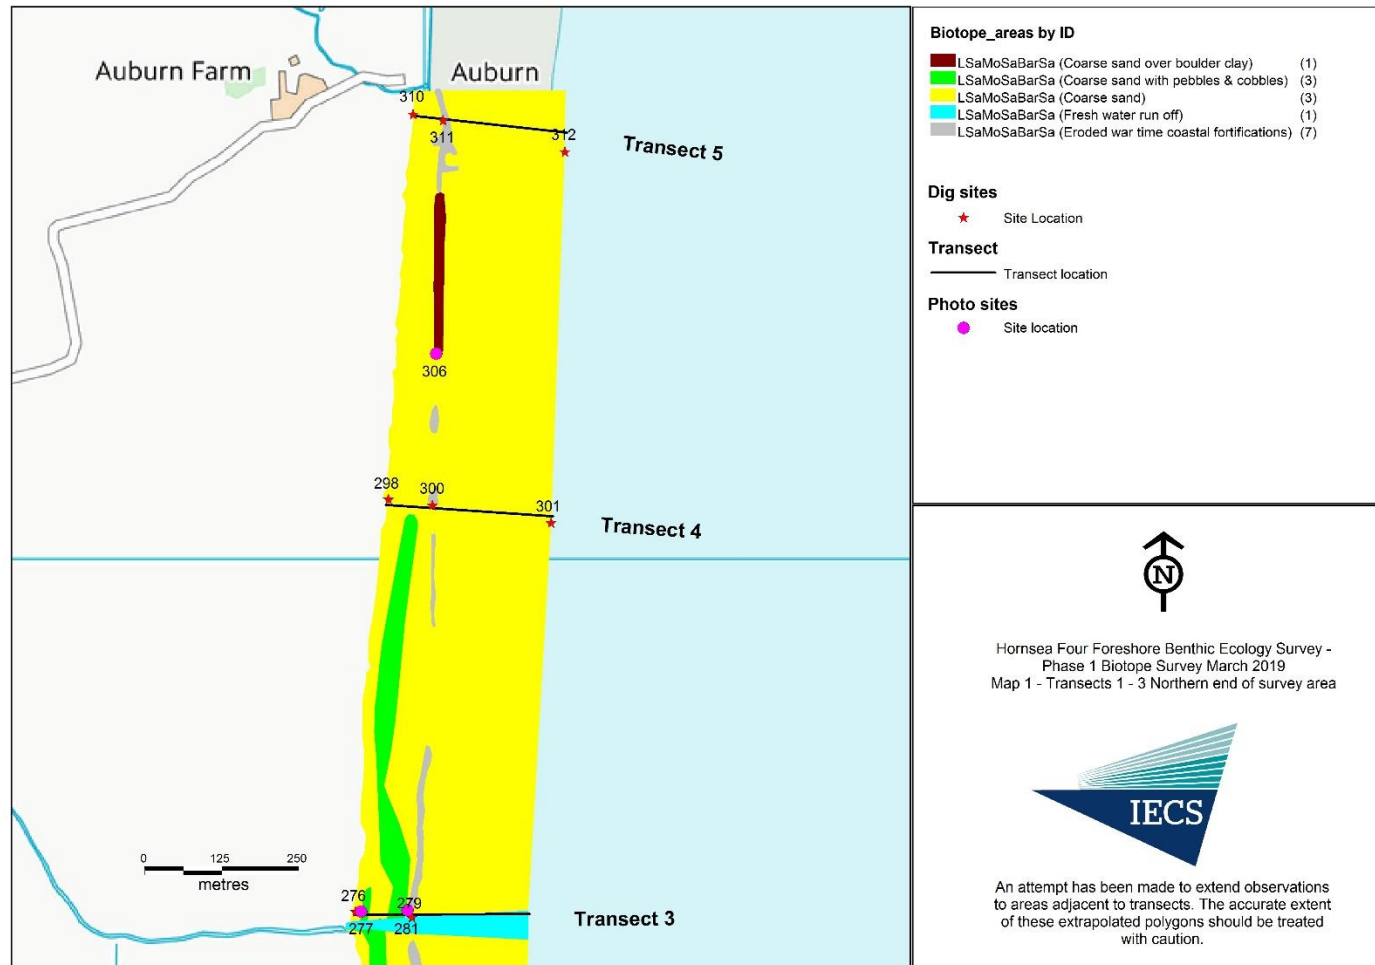 Auburn Farm
Auburn
310
311
312
Transect 5
306
298
300
301
Transect 4
0 125 250
metres
276
279
277
281
Transect 3
Biotope_areas by ID
LSaMoSaBarSa (Coarse sand over boulder clay) (1)
LSaMoSaBarSa (Coarse sand with pebbles & cobbles) (3)
LSaMoSaBarSa (Coarse sand) (3)
LSaMoSaBarSa (Fresh water run off) (1)
LSaMoSaBarSa (Eroded war time coastal fortifications) (7)
Dig sites
Site Location
Transect
Transect location
Photo sites
Site location
N
Hornsea Four Foreshore Benthic Ecology Survey -
Phase 1 Biotope Survey March 2019
Map 1 - Transects 1 - 3 Northern end of survey area
IECS
An attempt has been made to extend observations
to areas adjacent to transects. The accurate extent
of these extrapolated polygons should be treated
with caution.